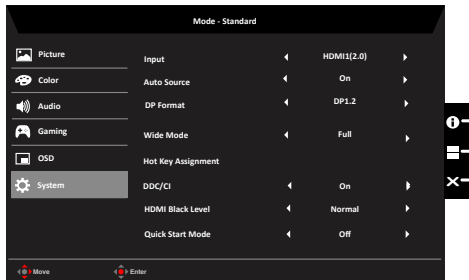 Mode - Standard
Picture
Color
Audio
Gaming
OSD
System
Input HDMI1(2.0)
Auto Source On
DP Format DP1.2
Wide Mode Full
Hot Key Assignment
DDC/CI On
HDMI Black Level Normal
Quick Start Mode Off
Move Enter